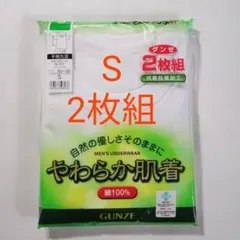 グンゼ
2枚組
抗菌防臭加工
S
S
2枚組
自然の優しさそのままに
MEN'S UNDERWEAR
やわらか肌着
綿100%
GUNZE